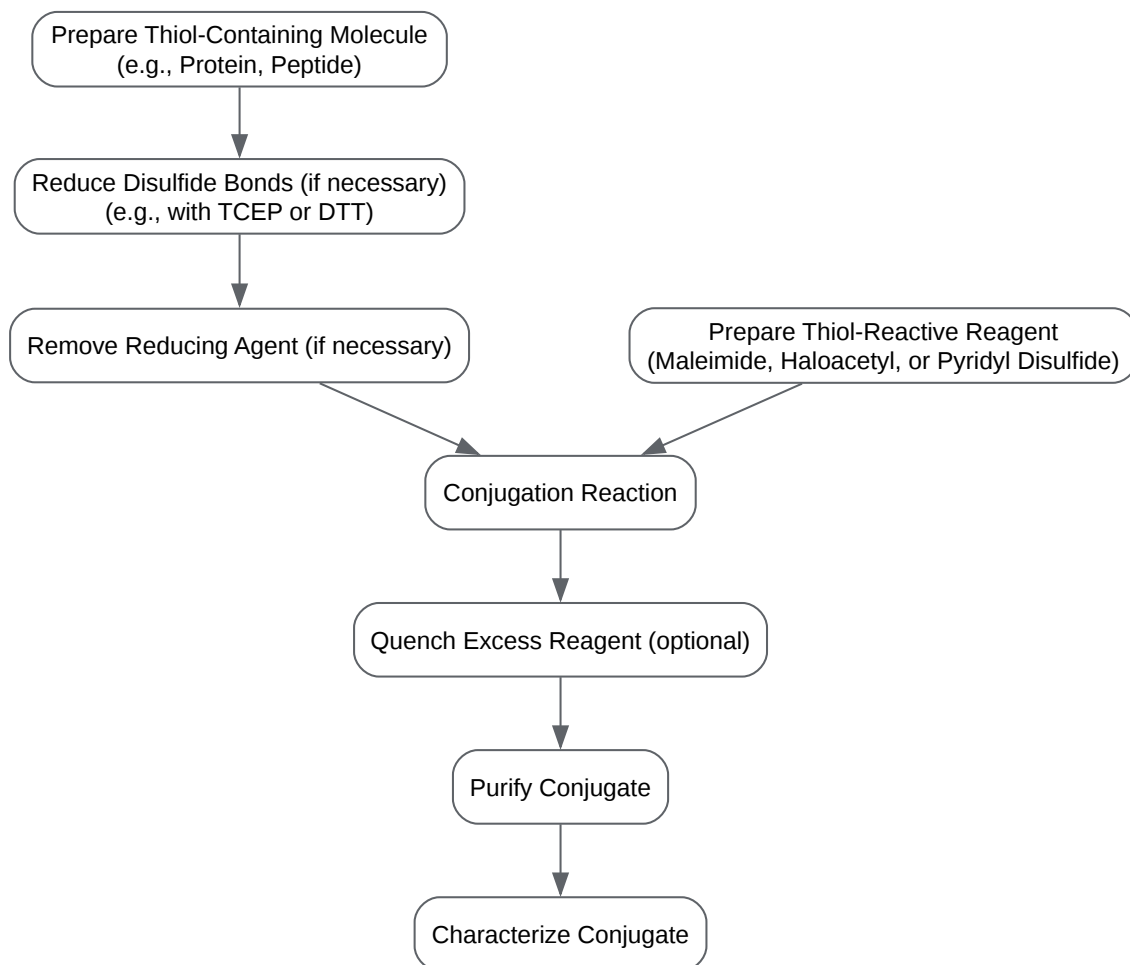 Prepare Thiol-Containing Molecule
(e.g., Protein, Peptide)
Reduce Disulfide Bonds (if necessary)
(e.g., with TCEP or DTT)
Remove Reducing Agent (if necessary)
Prepare Thiol-Reactive Reagent
(Maleimide, Haloacetyl, or Pyridyl Disulfide)
Conjugation Reaction
Quench Excess Reagent (optional)
Purify Conjugate
Characterize Conjugate